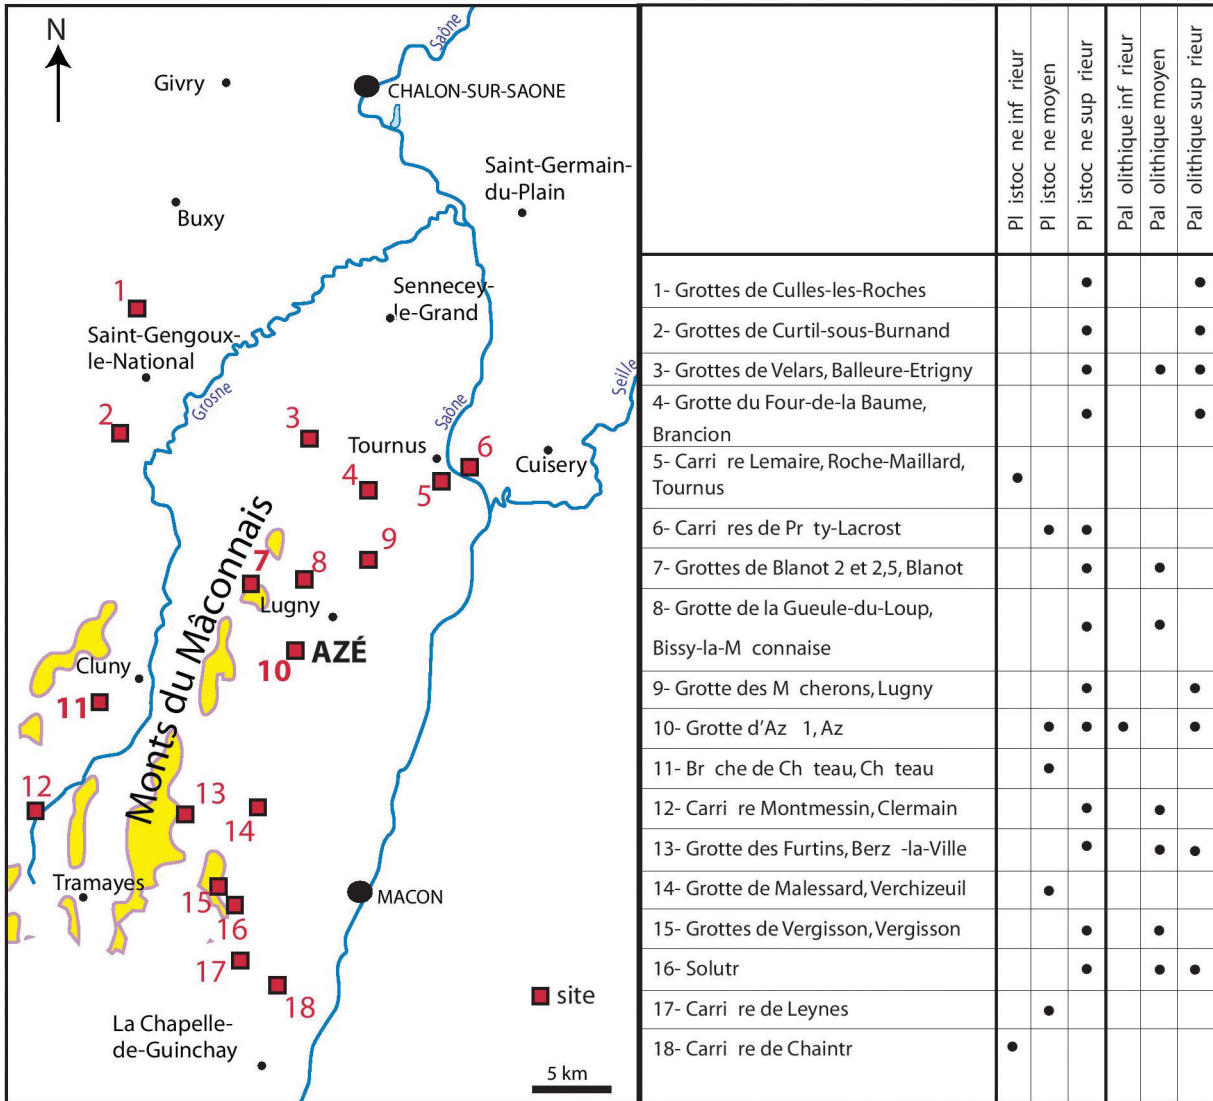 N
Saône
Givry
CHALON-SUR-SAONE
Saint-Germain-
du-Plain
Buxy
Sennecey-
le-Grand
1
Saint-Gengoux-
le-National
Grosne
Seille
2
3
Saône
Tournus
6
Cuisery
4
5
9
Monts du Mâconnais
7
8
Lugny
AZÉ
10
Cluny
11
12
13
14
Tramayes
15
MACON
16
17
18
site
La Chapelle-
de-Guinchay
5 km
Pl istoc ne inf rieur
Pl istoc ne moyen
Pl istoc ne sup rieur
Pal olithique inf rieur
Pal olithique moyen
Pal olithique sup rieur
1- Grottes de Culles-les-Roches
2- Grottes de Curtil-sous-Burnand
3- Grottes de Velars, Balleure-Etrigny
4- Grotte du Four-de-la Baume,
Brancion
5- Carri re Lemaire, Roche-Maillard,
Tournus
6- Carri res de Pr ty-Lacrost
7- Grottes de Blanot 2 et 2,5, Blanot
8- Grotte de la Gueule-du-Loup,
Bissy-la-M connaise
9- Grotte des M cherons, Lugny
10- Grotte d'Az 1, Az
11- Br che de Ch teau, Ch teau
12- Carri re Montmessin, Clermain
13- Grotte des Furtins, Berz -la-Ville
14- Grotte de Malessard, Verchizeuil
15- Grottes de Vergisson, Vergisson
16- Solutr
17- Carri re de Leynes
18- Carri re de Chaintr